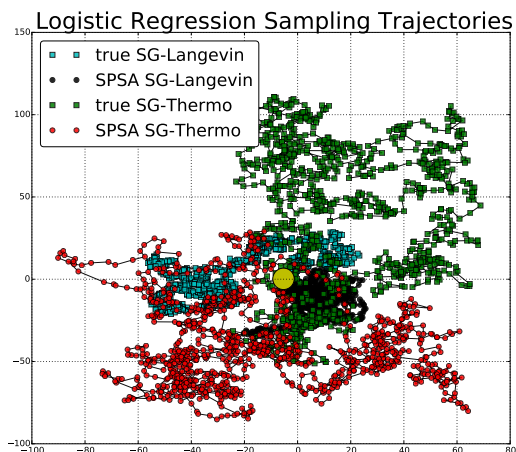 Logistic Regression Sampling Trajectories
150
true SG-Langevin
SPSA SG-Langevin
true SG-Thermo
SPSA SG-Thermo
100
50
0
−50
−100
−100 −80 −60 −40 −20 0 20 40 60 80